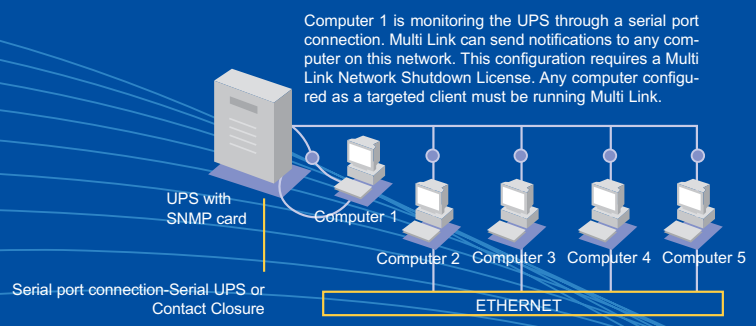 Computer 1 is monitoring the UPS through a serial port
connection. Multi Link can send notifications to any com-
puter on this network. This configuration requires a Multi
Link Network Shutdown License. Any computer configu-
red as a targeted client must be running Multi Link.
UPS with
SNMP card
Computer 1
Computer 2
Computer 3
Computer 4
Computer 5
Serial port connection-Serial UPS or
Contact Closure
ETHERNET